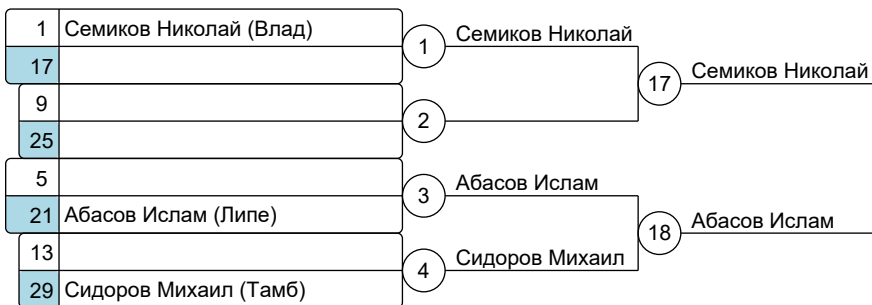 1 Семиков Николай (Влад)
17
9
25
5
21 Абасов Ислам (Липе)
13
29 Сидоров Михаил (Тамб)
1
2
3
4
Семиков Николай
Абасов Ислам
Сидоров Михаил
17
18
Семиков Николай
Абасов Ислам